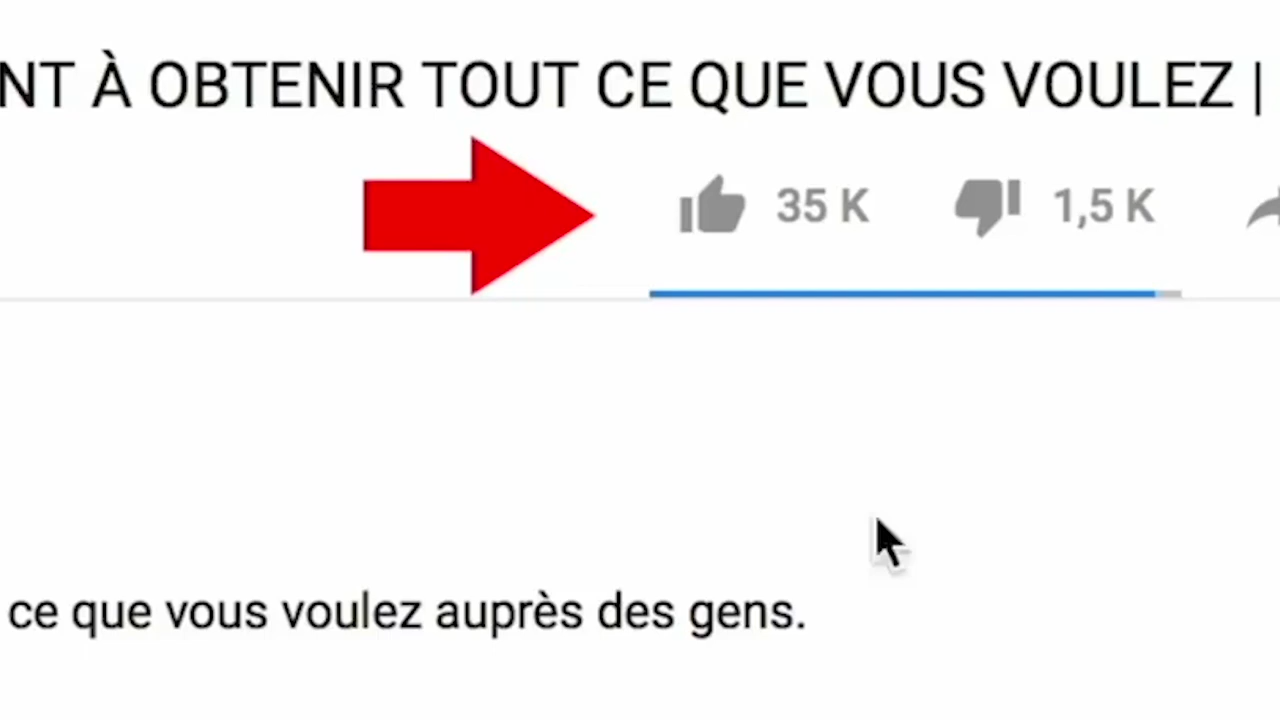 NT À OBTENIR TOUT CE QUE VOUS VOULEZ |
35 K 1,5 K
ce que vous voulez auprès des gens.